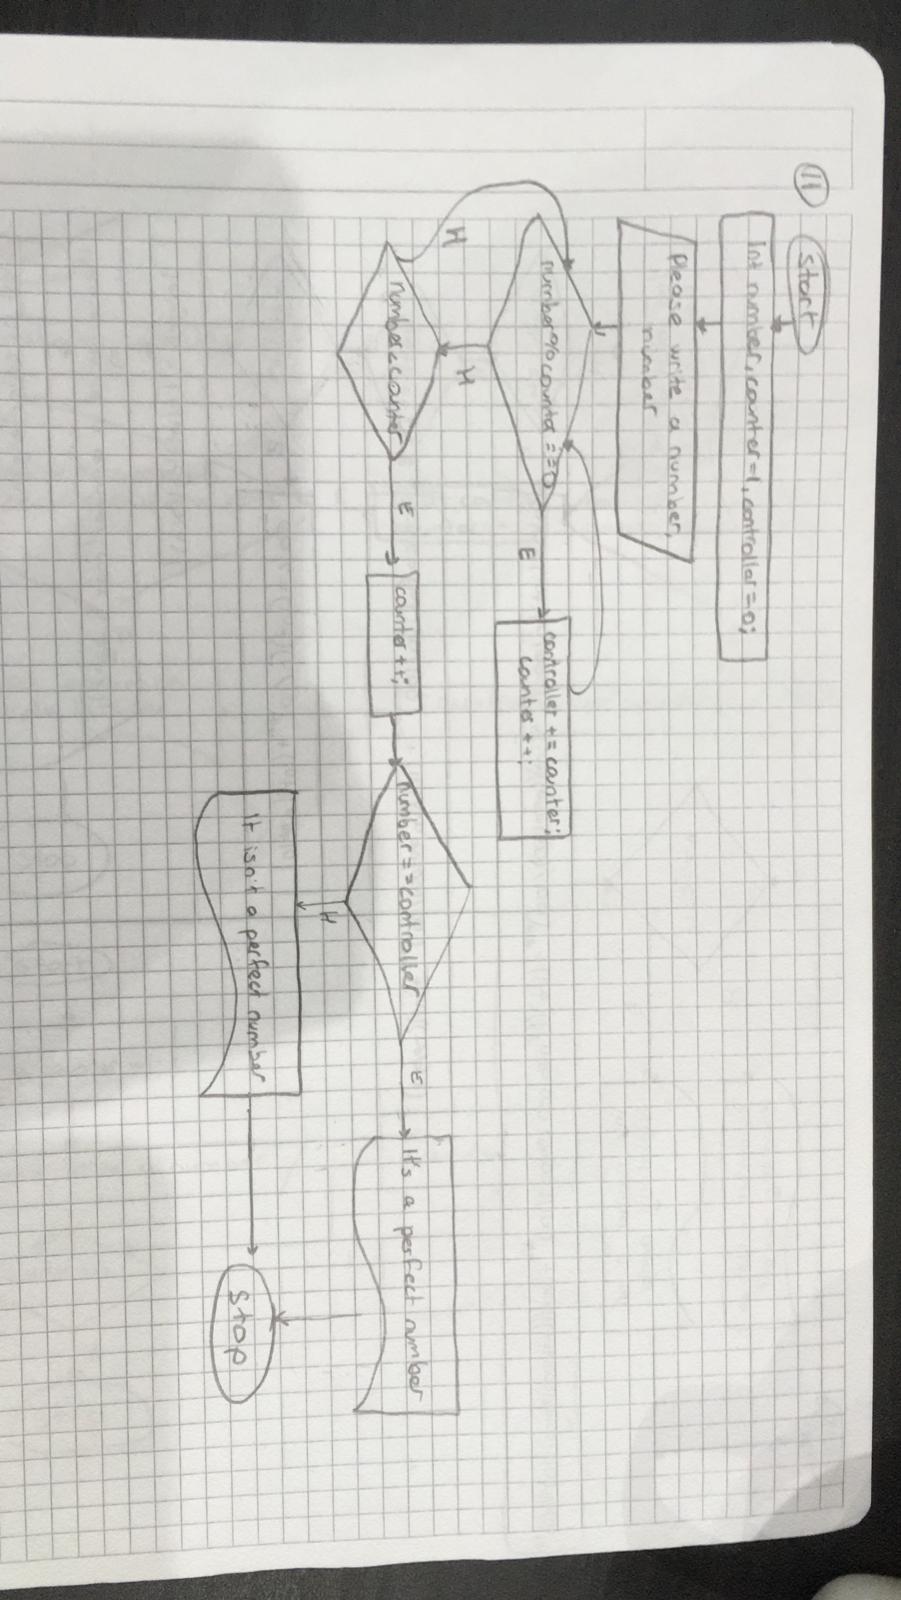 11
Start
Int number, counter=1, controller=0;
Please write a number,
number
number%counter==0
E
controller += counter;
counter ++;
H
H
number<counter
E
counter++;
number==controller
E
It's a perfect number
H
It isn't a perfect number
Stop